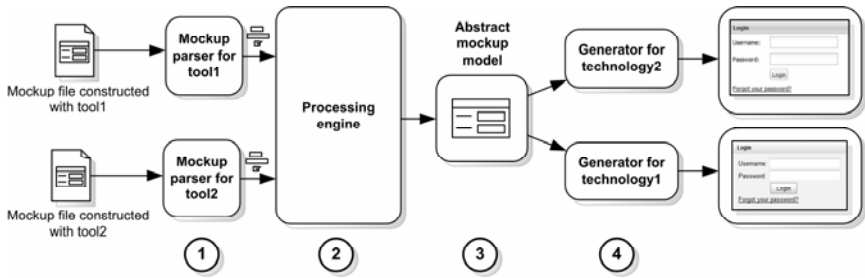 Mockup file constructed
with tool1
Mockup
parser for
tool1
Mockup file constructed
with tool2
Mockup
parser for
tool2
Processing
engine
Abstract
mockup
model
Generator for
technology2
Generator for
technology1
Login
Username:
Password:
Login
Forgot your password?
Login
Username:
Password:
Login
Forgot your password?
1
2
3
4